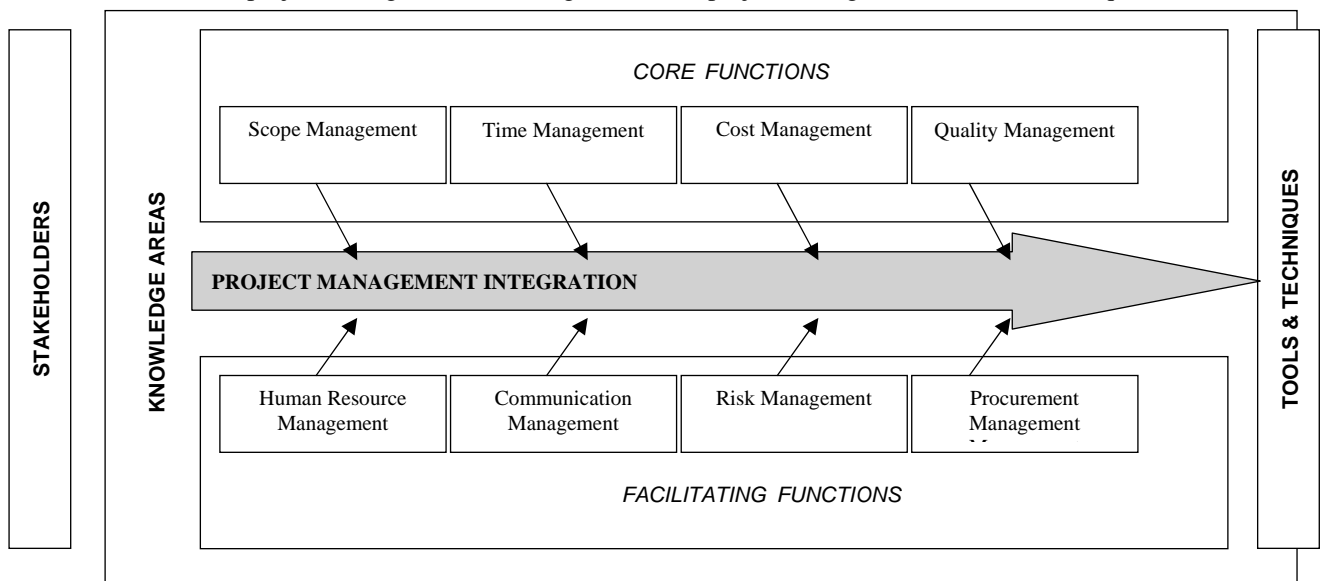 CORE FUNCTIONS
Scope Management
Time Management
Cost Management
Quality Management
STAKEHOLDERS
KNOWLEDGE AREAS
PROJECT MANAGEMENT INTEGRATION
TOOLS & TECHNIQUES
Human Resource
Management
Communication
Management
Risk Management
Procurement
Management
FACILITATING FUNCTIONS